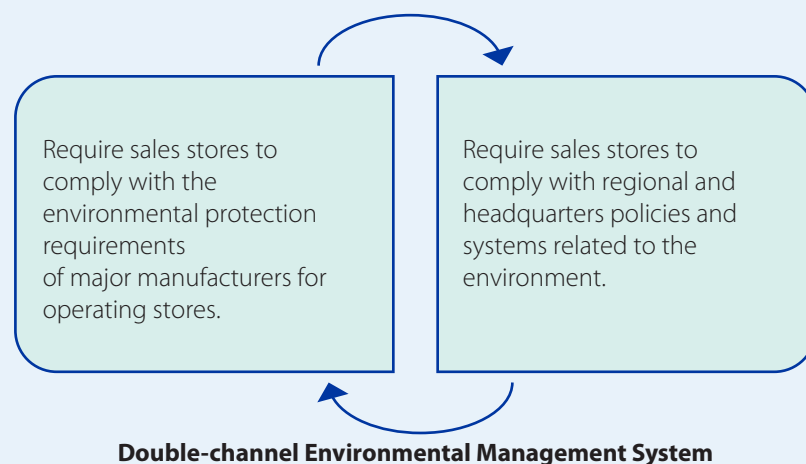 Require sales stores to
comply with the
environmental protection
requirements
of major manufacturers for
operating stores.
Require sales stores to
comply with regional and
headquarters policies and
systems related to the
environment.
Double-channel Environmental Management System